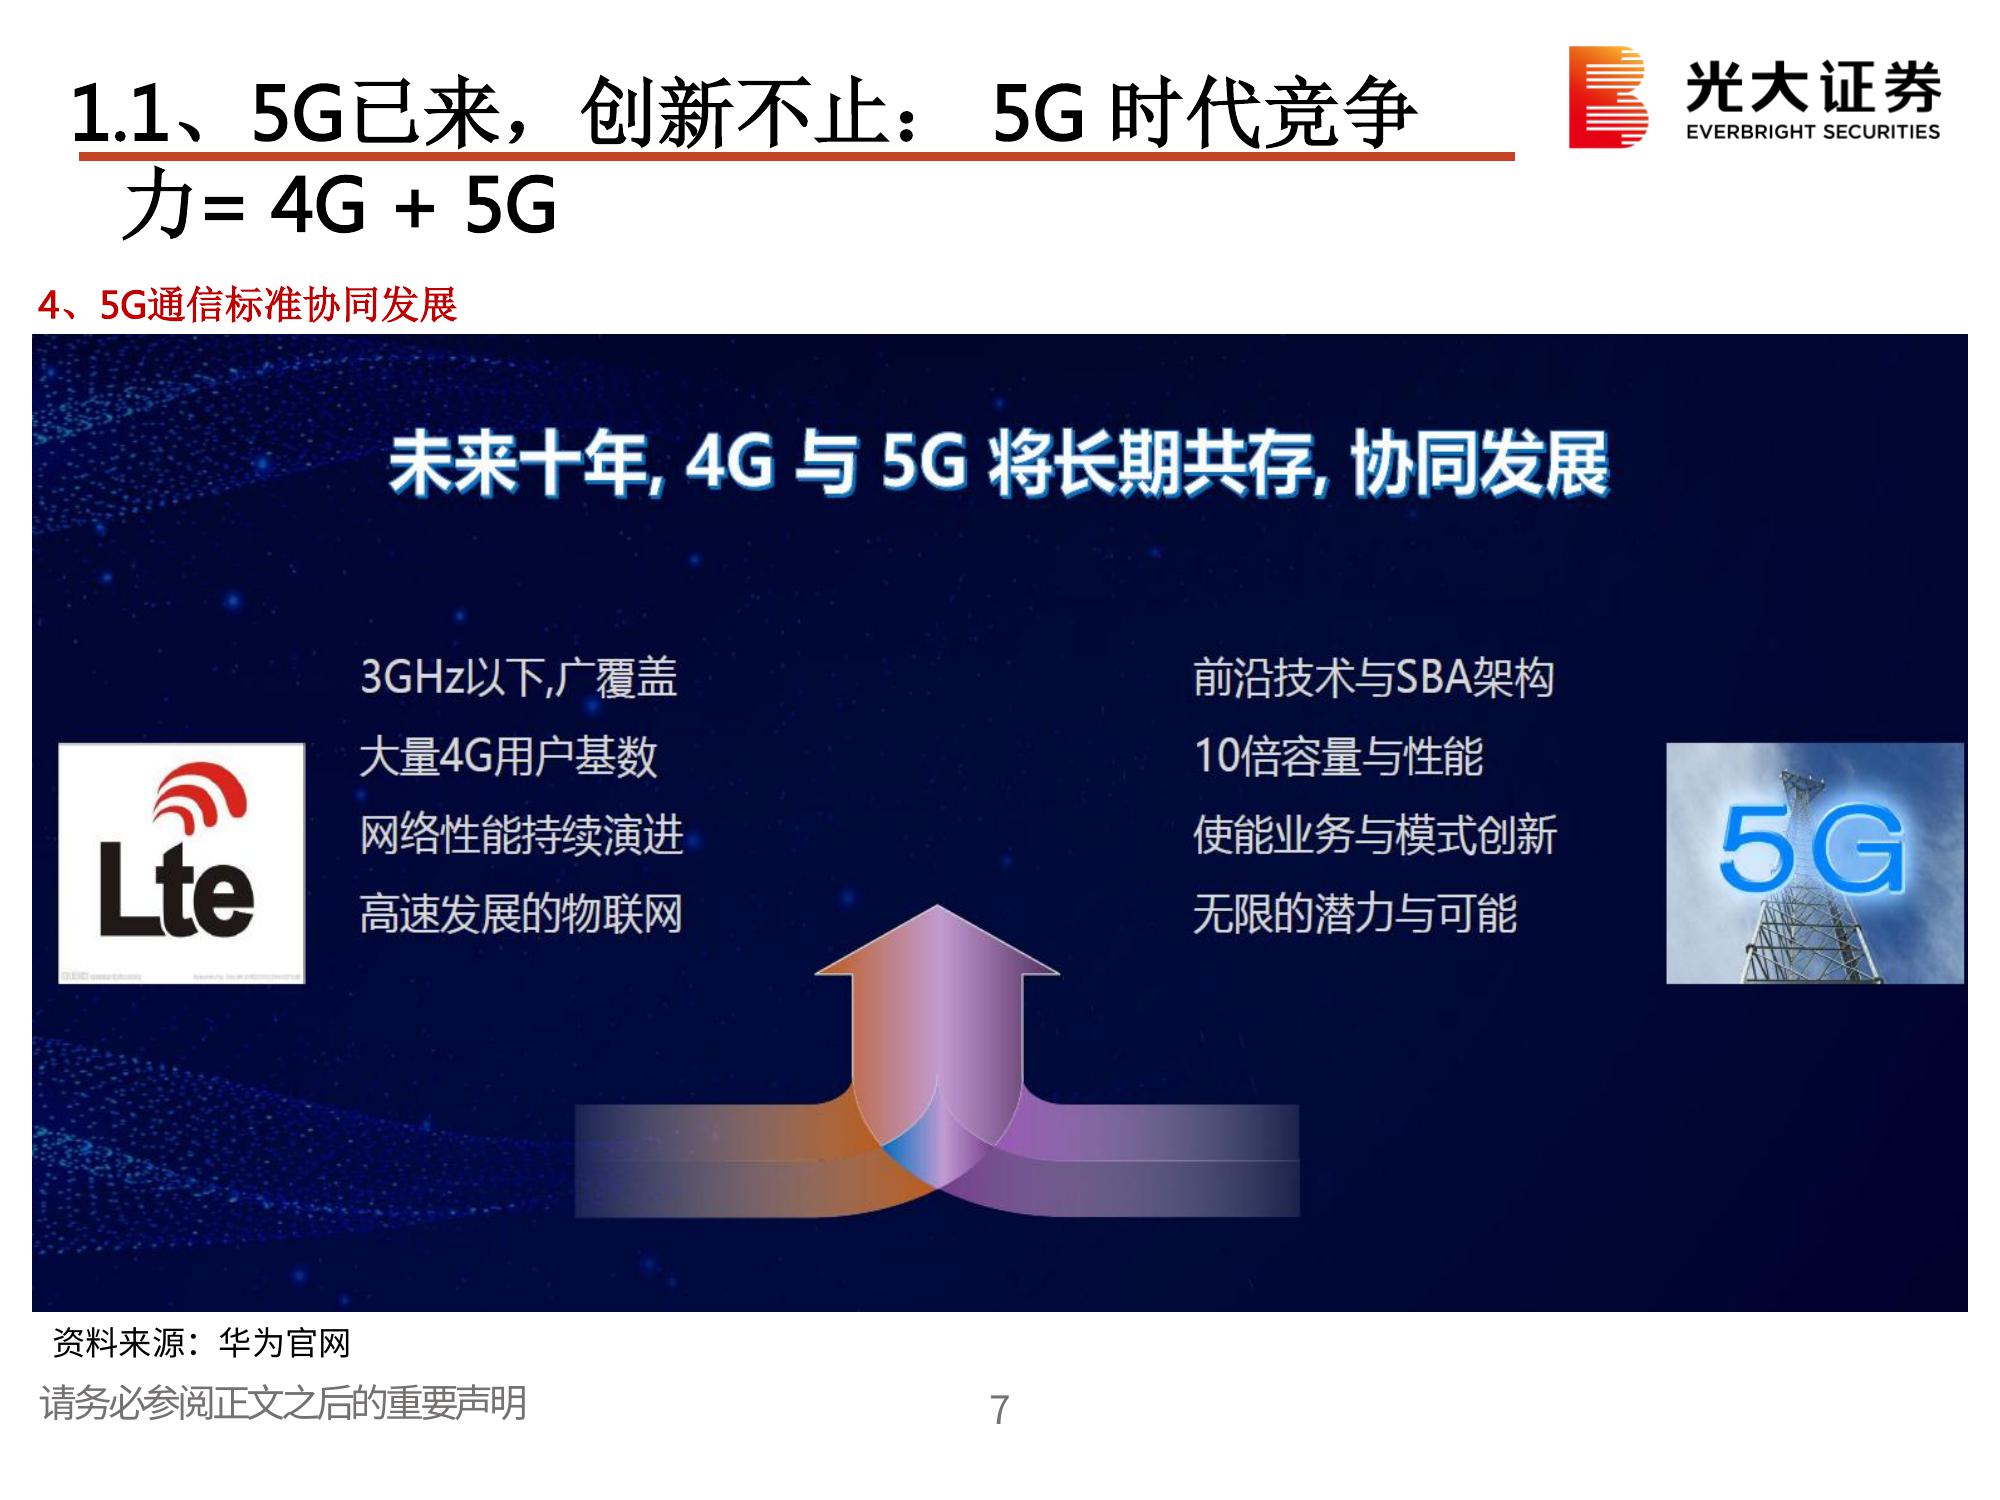 1.1、5G已来，创新不止： 5G 时代竞争
力= 4G + 5G
光大证券
EVERBRIGHT SECURITIES
4、5G通信标准协同发展
未来十年, 4G 与 5G 将长期共存, 协同发展
3GHz以下,广覆盖
大量4G用户基数
网络性能持续演进
高速发展的物联网
Lte
前沿技术与SBA架构
10倍容量与性能
使能业务与模式创新
无限的潜力与可能
5G
资料来源：华为官网
请务必参阅正文之后的重要声明
7